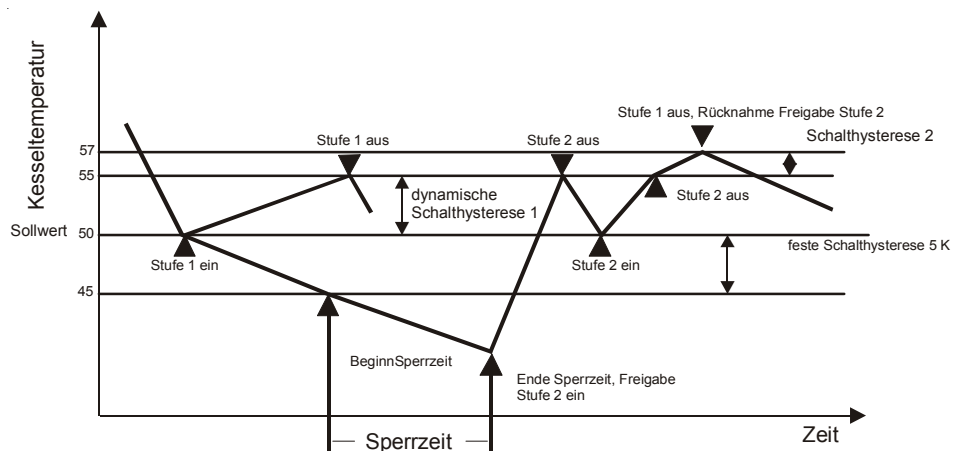 Kesseltemperatur
Stufe 1 aus, Rücknahme Freigabe Stufe 2
Stufe 1 aus
Stufe 2 aus
Schalthysterese 2
57
55
dynamische
Schalthysterese 1
Stufe 2 aus
Sollwert
50
Stufe 1 ein
Stufe 2 ein
feste Schalthysterese 5 K
45
BeginnSperrzeit
Ende Sperrzeit, Freigabe
Stufe 2 ein
Sperrzeit
Zeit